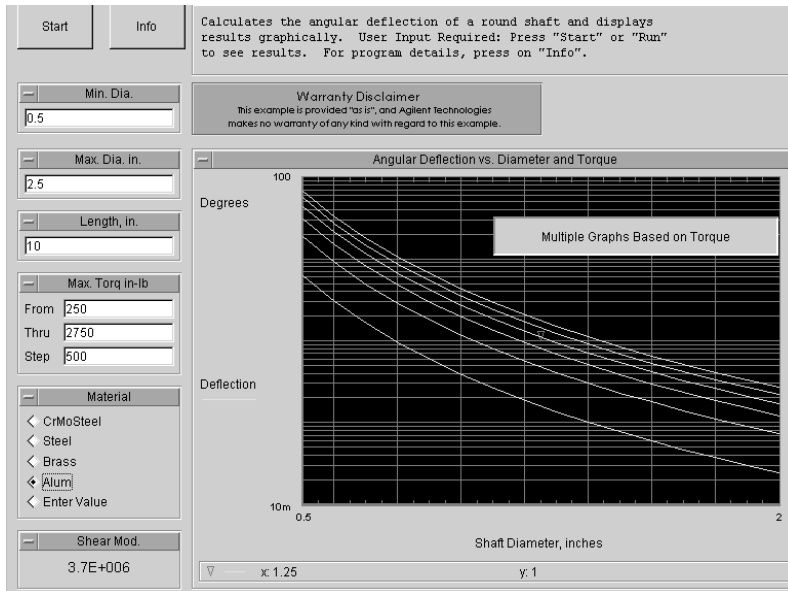 Start
Info
Calculates the angular deflection of a round shaft and displays
results graphically. User Input Required: Press "Start" or "Run"
to see results. For program details, press on "Info".
Min. Dia.
0.5
Warranty Disclaimer
This example is provided "as is", and Agilent Technologies
makes no warranty of any kind with regard to this example.
Max. Dia. in.
2.5
Length, in.
10
Max. Torq in-lb
From 250
Thru 2750
Step 500
Material
CrMoSteel
Steel
Brass
Alum
Enter Value
Shear Mod.
3.7E+006
Angular Deflection vs. Diameter and Torque
100
Degrees
Multiple Graphs Based on Torque
Deflection
10m
0.5
2
Shaft Diameter, inches
x: 1.25
y: 1